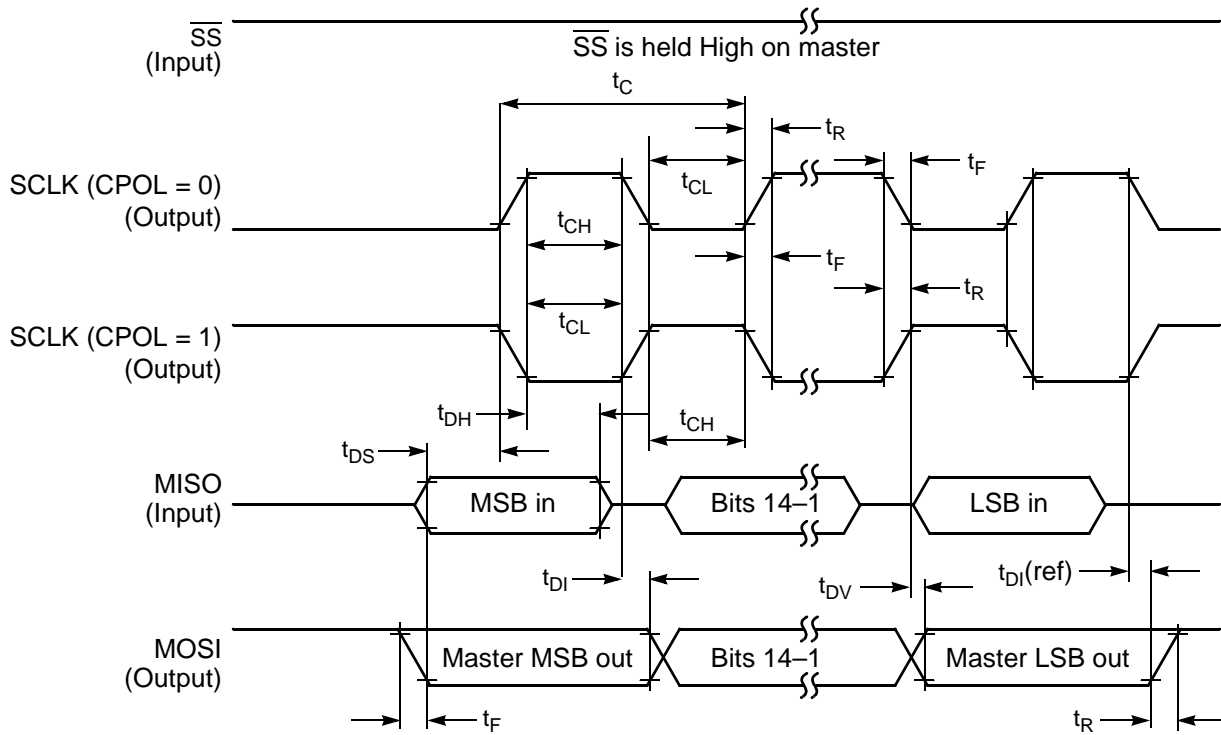 SS
(Input)
SS is held High on master
tC
tR
tF
SCLK (CPOL = 0)
(Output)
tCL
tCH
tF
tR
SCLK (CPOL = 1)
(Output)
tCL
tDH
tCH
tDS
MISO
(Input)
MSB in
Bits 14–1
LSB in
tDI
tDV
tDI(ref)
MOSI
(Output)
Master MSB out
Bits 14–1
Master LSB out
tF
tR